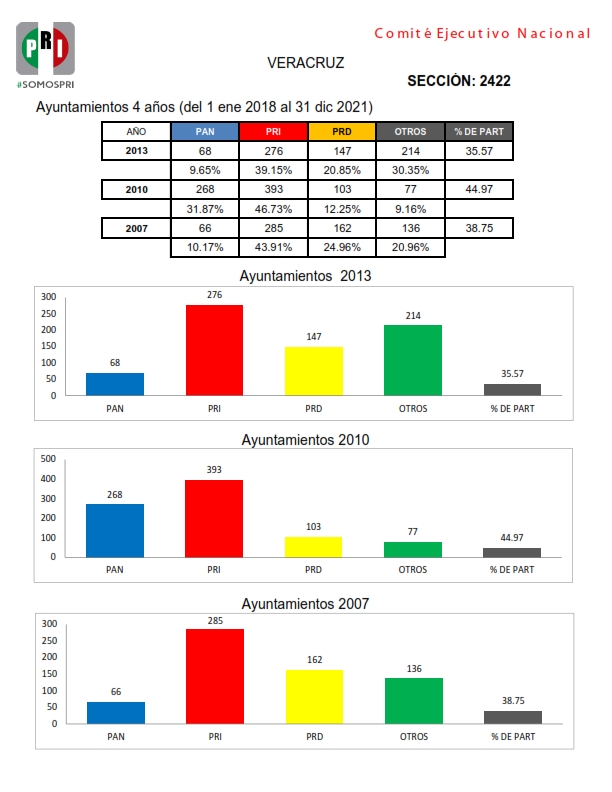 Comité Ejecutivo Nacional
PRI
#SOMOSPRI
VERACRUZ
SECCIÒN: 2422
Ayuntamientos 4 años (del 1 ene 2018 al 31 dic 2021)
AÑO PAN PRI PRD OTROS % DE PART
2013 68 276 147 214 35.57
9.65% 39.15% 20.85% 30.35%
2010 268 393 103 77 44.97
31.87% 46.73% 12.25% 9.16%
2007 66 285 162 136 38.75
10.17% 43.91% 24.96% 20.96%
Ayuntamientos 2013
300
250
200
150
100
50
0
68 276 147 214 35.57
PAN PRI PRD OTROS % DE PART
Ayuntamientos 2010
500
400
300
200
100
0
268 393 103 77 44.97
PAN PRI PRD OTROS % DE PART
Ayuntamientos 2007
300
250
200
150
100
50
0
66 285 162 136 38.75
PAN PRI PRD OTROS % DE PART